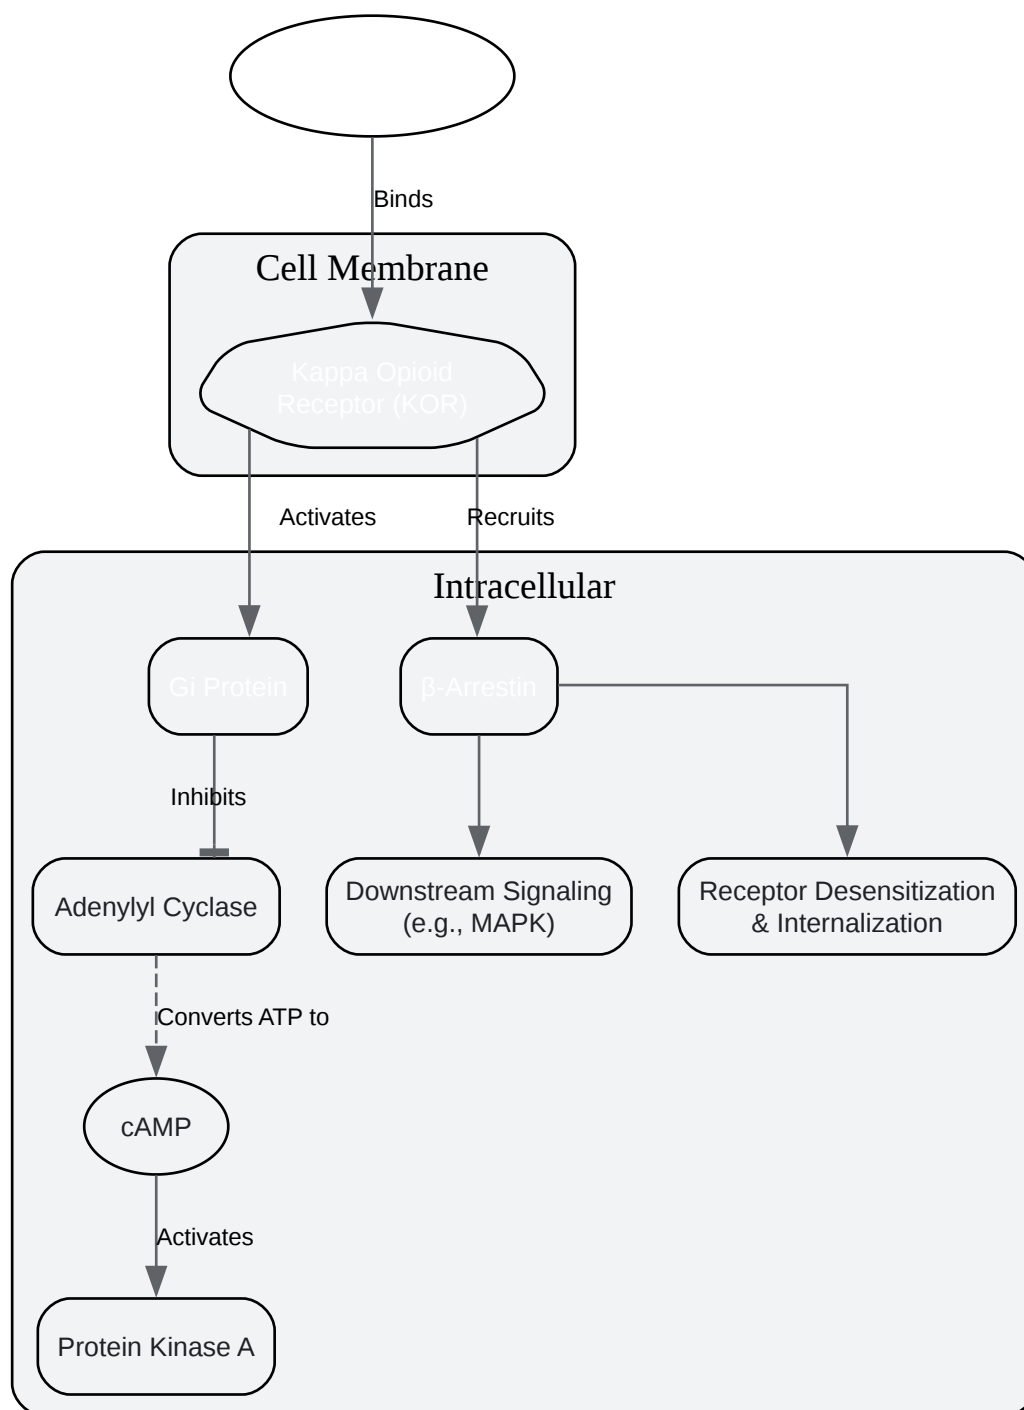 Binds
Cell Membrane
Kappa Opioid
Receptor (KOR)
Activates
Recruits
Intracellular
Gi Protein
β-Arrestin
Inhibits
Adenylyl Cyclase
Downstream Signaling
(e.g., MAPK)
Receptor Desensitization
& Internalization
Converts ATP to
cAMP
Activates
Protein Kinase A